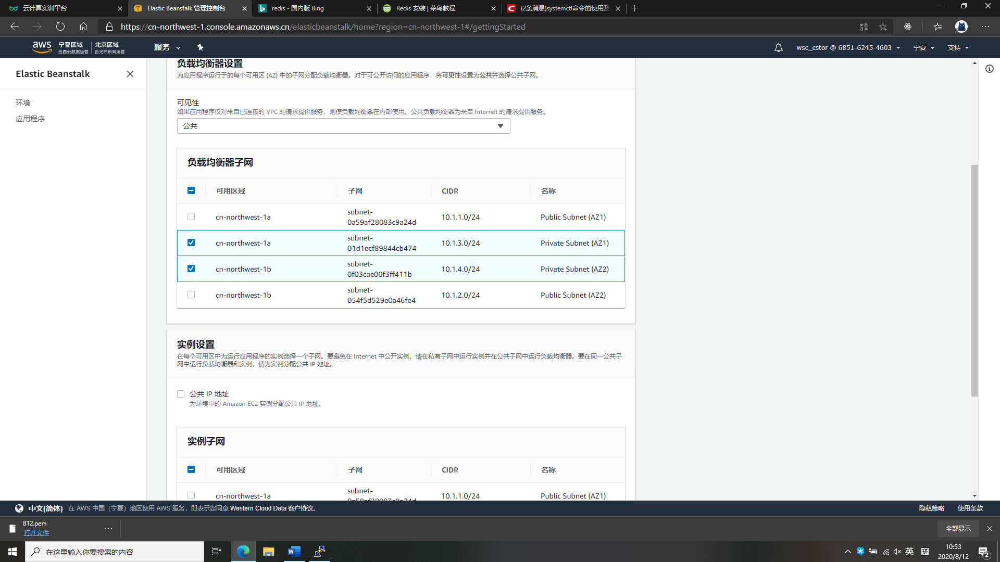 云计算实训平台
Elastic Beanstalk 管理控制台
redis - 国内版 Bing
Redis 安装 | 菜鸟教程
(2条消息)systemctl命令的使用及
https://cn-northwest-1.console.amazonaws.cn/elasticbeanstalk/home?region=cn-northwest-1#/gettingStarted
aws 宁夏区域 由西云数据运营 北京区域 由光环新网运营
服务
wsc_cstor @ 6851-6245-4603
宁夏
支持
Elastic Beanstalk
环境
应用程序
负载均衡器设置
为应用程序运行于的每个可用区 (AZ) 中的子网分配负载均衡器。对于可公开访问的应用程序，将可见性设置为公共并选择公共子网。
可见性
如果应用程序仅对来自已连接的 VPC 的请求提供服务，则使负载均衡器在内部使用。公共负载均衡器为来自 Internet 的请求提供服务。
公共
负载均衡器子网
可用区域 子网 CIDR 名称
cn-northwest-1a subnet-0a59af28083c9a24d 10.1.1.0/24 Public Subnet (AZ1)
cn-northwest-1a subnet-01d1ecf89844cb474 10.1.3.0/24 Private Subnet (AZ1)
cn-northwest-1b subnet-0f03cae00f3ff411b 10.1.4.0/24 Private Subnet (AZ2)
cn-northwest-1b subnet-054f5d529e0a46fe4 10.1.2.0/24 Public Subnet (AZ2)
实例设置
在每个可用区中为运行应用程序的实例选择一个子网。要避免在 Internet 中公开实例，请在私有子网中运行实例并在公共子网中运行负载均衡器。要在同一公共子
网中运行负载均衡器和实例，请为实例分配公共 IP 地址。
公共 IP 地址
为环境中的 Amazon EC2 实例分配公共 IP 地址。
实例子网
可用区域 子网 CIDR 名称
cn-northwest-1a subnet-0a59af28083c9a24d 10.1.1.0/24 Public Subnet (AZ1)
中文(简体) 在 AWS 中国（宁夏）地区使用 AWS 服务，即表示您同意 Western Cloud Data 客户协议。
隐私策略 使用条款
812.pem
打开文件
全部显示
在这里输入你要搜索的内容
英
拼
10:53
2020/8/12
2